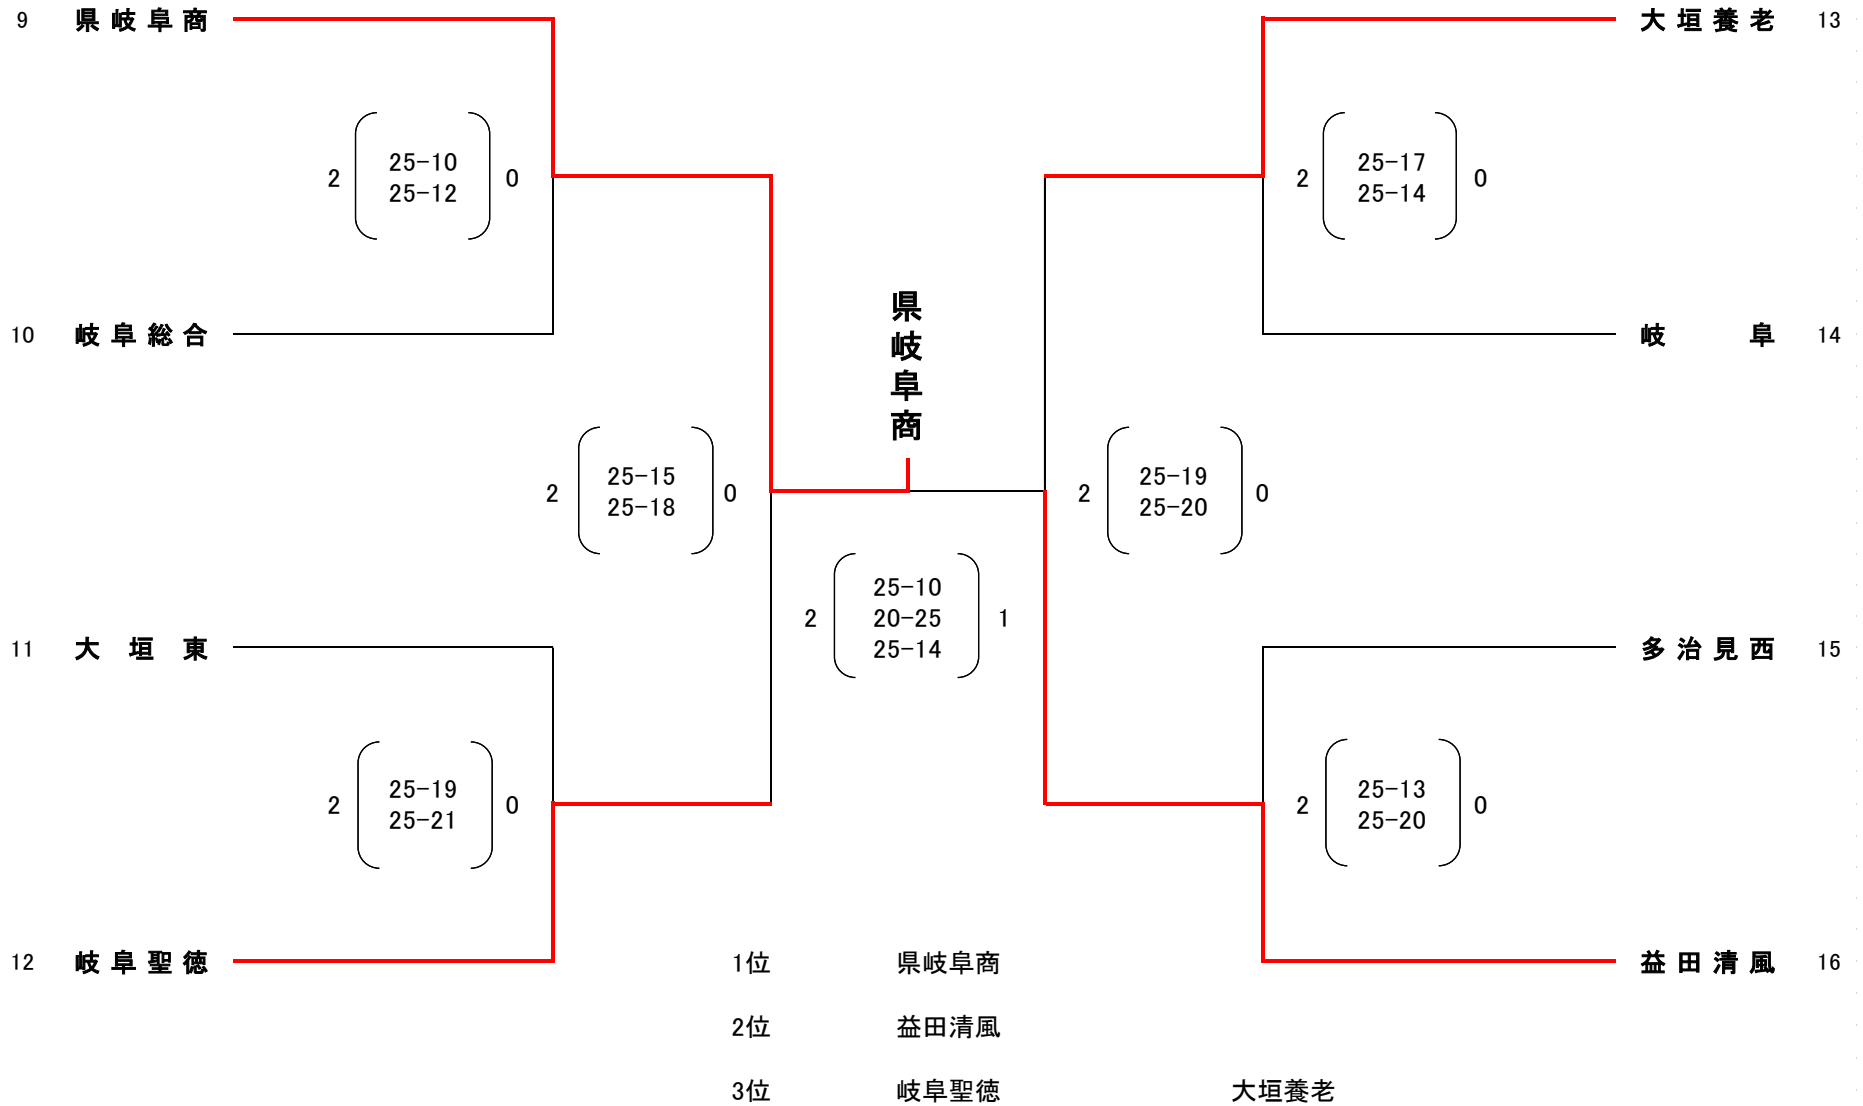 9 県岐阜商
大垣養老 13
2 25-10 0
25-12
2 25-17 0
25-14
県岐阜商
10 岐阜総合
岐阜 14
2 25-15 0
25-18
2 25-19 0
25-20
2 25-10 1
20-25
25-14
11 大垣東
多治見西 15
2 25-19 0
25-21
2 25-13 0
25-20
12 岐阜聖徳
益田清風 16
1位 県岐阜商
2位 益田清風
3位 岐阜聖徳 大垣養老